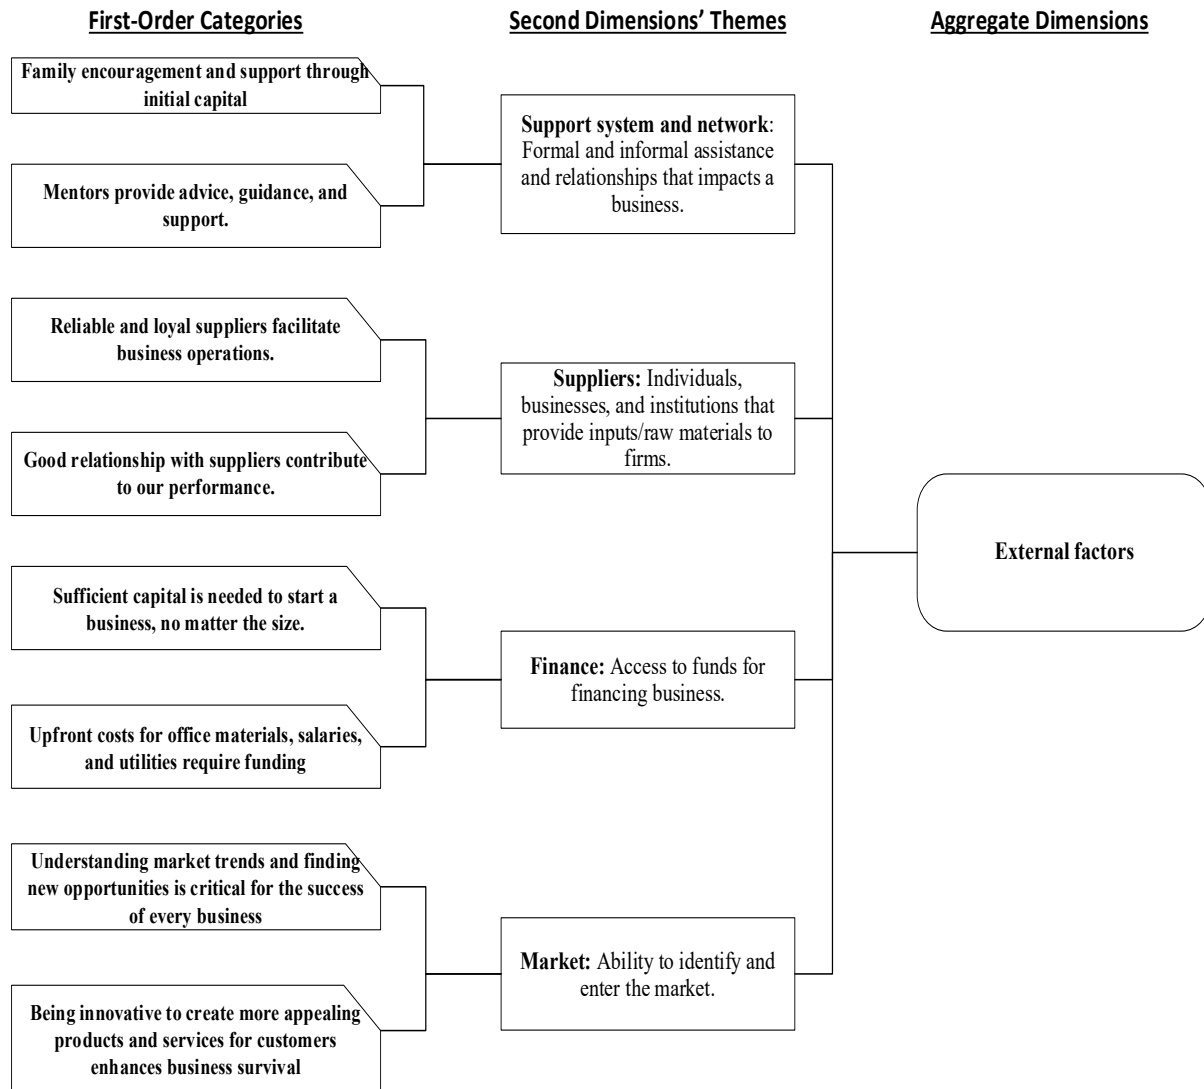 First-Order Categories
Second Dimensions’ Themes
Aggregate Dimensions
Family encouragement and support through
initial capital
Mentors provide advice, guidance, and
support.
Support system and network:
Formal and informal assistance
and relationships that impacts a
business.
Reliable and loyal suppliers facilitate
business operations.
Good relationship with suppliers contribute
to our performance.
Suppliers: Individuals,
businesses, and institutions that
provide inputs/raw materials to
firms.
Sufficient capital is needed to start a
business, no matter the size.
Upfront costs for office materials, salaries,
and utilities require funding
Finance: Access to funds for
financing business.
Understanding market trends and finding
new opportunities is critical for the success
of every business
Being innovative to create more appealing
products and services for customers
enhances business survival
Market: Ability to identify and
enter the market.
External factors